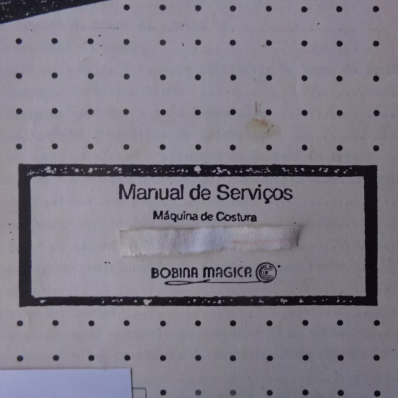 Manual de Serviços
Máquina de Costura
BOBINA MAGICA